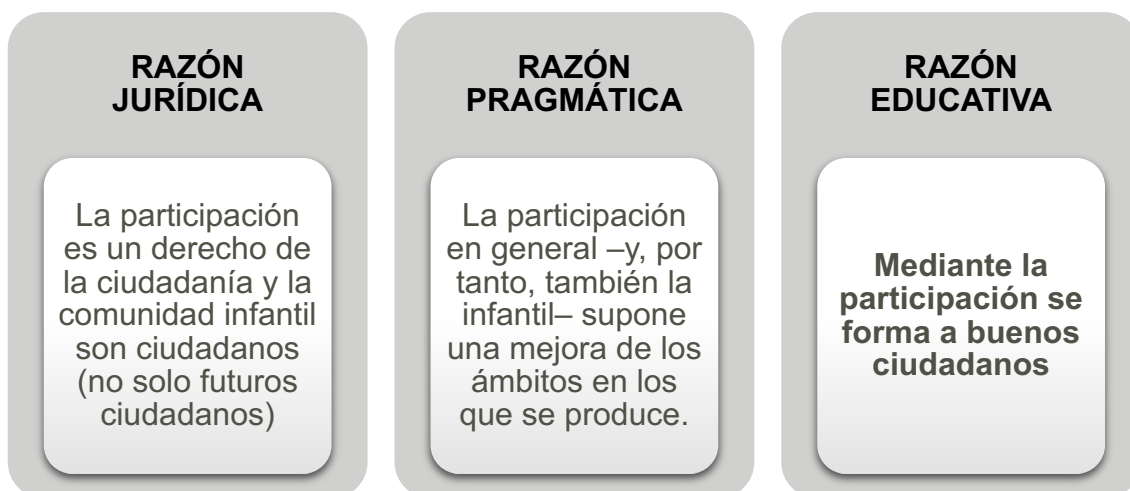 RAZÓN
JURÍDICA
La participación
es un derecho de
la ciudadanía y la
comunidad infantil
son ciudadanos
(no solo futuros
ciudadanos)
RAZÓN
PRAGMÁTICA
La participación
en general –y, por
tanto, también la
infantil– supone
una mejora de los
ámbitos en los
que se produce.
RAZÓN
EDUCATIVA
Mediante la
participación se
forma a buenos
ciudadanos